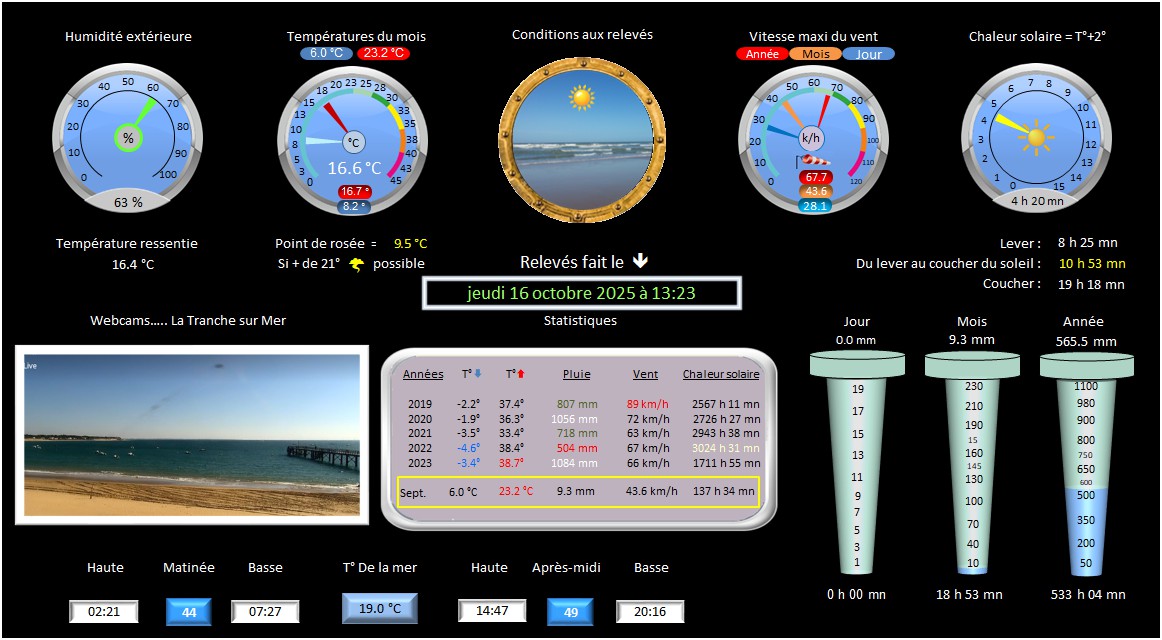 Humidité extérieure
Températures du mois
6.0 °C 23.2 °C
Conditions aux relevés
Vitesse maxi du vent
Année Mois Jour
Chaleur solaire = T°+2°
0 10 20 30 40 50 60 70 80 90 100
%
63 %
0 3 5 8 10 13 15 18 20 23 25 28 30 33 35 38 40 43 45
°C
16.6 °C
16.7 °
8.2 °
0 10 20 30 40 50 60 70 80 90 100 110 120
k/h
67.7
43.6
28.1
0 1 2 3 4 5 6 7 8 9 10 11 12 13 14 15
4 h 20 mn
Température ressentie
16.4 °C
Point de rosée = 9.5 °C
Si + de 21° possible
Relevés fait le
jeudi 16 octobre 2025 à 13:23
Lever : 8 h 25 mn
Du lever au coucher du soleil : 10 h 53 mn
Coucher : 19 h 18 mn
Webcams..... La Tranche sur Mer
Live
Statistiques
Années T° T° Pluie Vent Chaleur solaire
2019 -2.2° 37.4° 807 mm 89 km/h 2567 h 11 mn
2020 -1.9° 36.3° 1056 mm 72 km/h 2726 h 27 mn
2021 -3.5° 33.4° 718 mm 63 km/h 2943 h 38 mn
2022 -4.6° 38.4° 504 mm 67 km/h 3024 h 31 mn
2023 -3.4° 38.7° 1084 mm 66 km/h 1711 h 55 mn
Sept. 6.0 °C 23.2 °C 9.3 mm 43.6 km/h 137 h 34 mn
Jour
0.0 mm
19
17
15
13
11
9
7
5
3
1
0 h 00 mn
Mois
9.3 mm
230
210
190
15
160
145
130
100
70
40
10
18 h 53 mn
Année
565.5 mm
1100
980
900
800
750
650
600
500
350
200
50
533 h 04 mn
Haute Matinée Basse T° De la mer Haute Après-midi Basse
02:21 44 07:27 19.0 °C 14:47 49 20:16